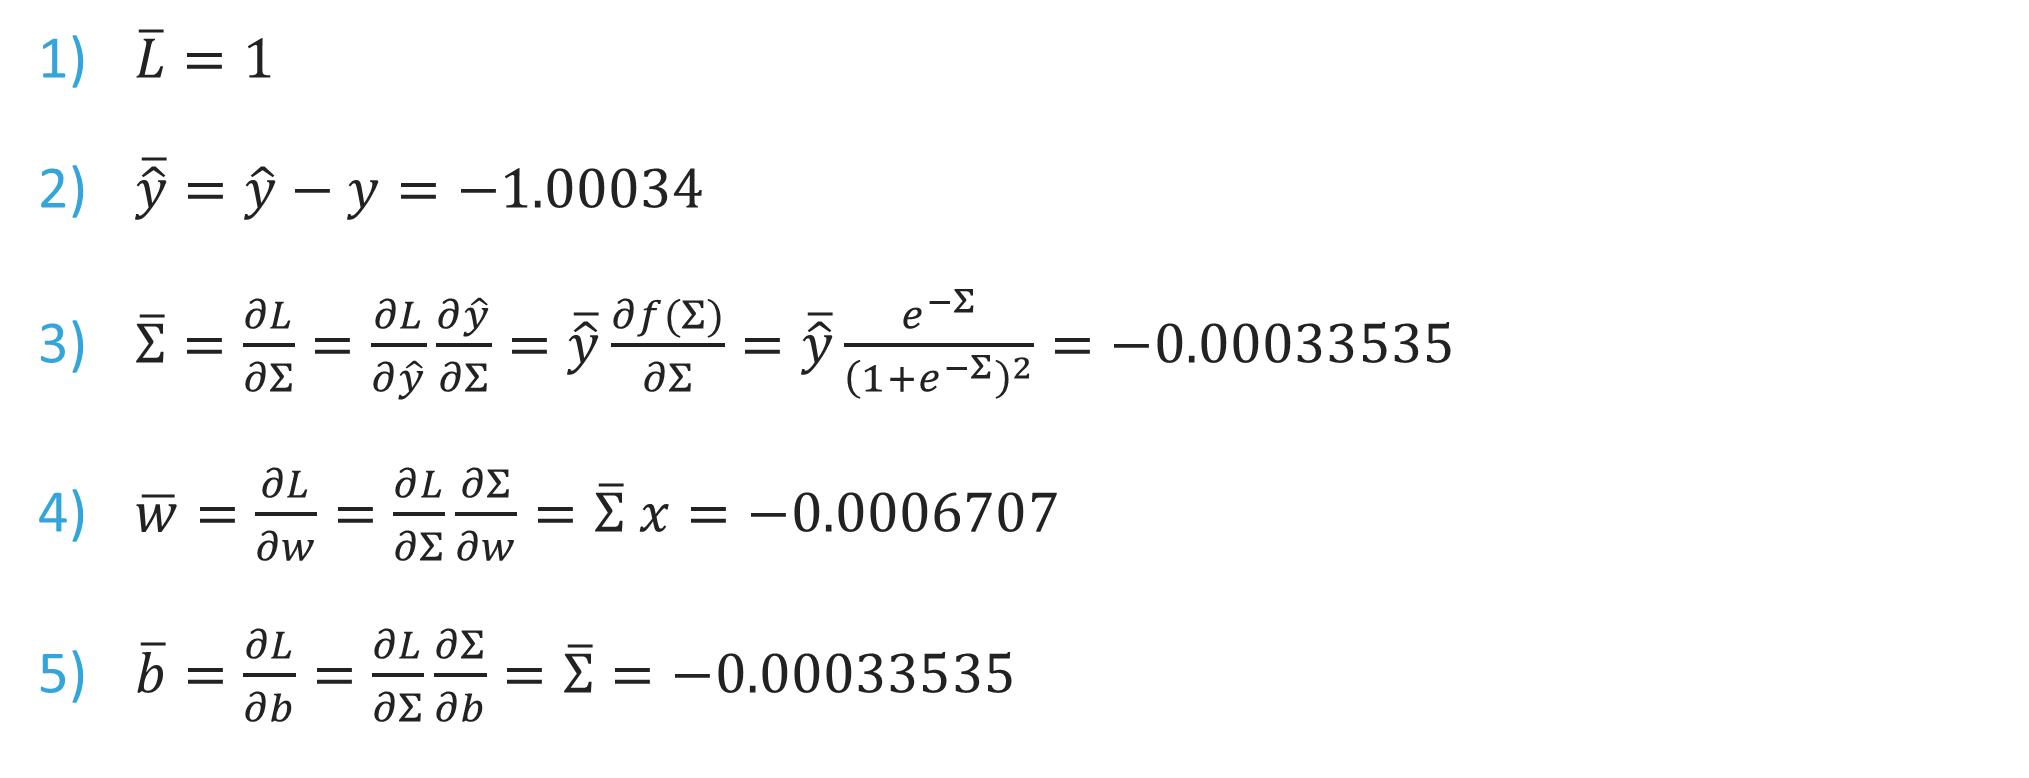 1) L̅ = 1
2) ŷ̅ = ŷ − y = −1.00034
3) Σ̅ = ∂L/∂Σ = ∂L/∂ŷ ∂ŷ/∂Σ = ŷ̅ ∂f(Σ)/∂Σ = ŷ̅ e^−Σ/(1+e^−Σ)² = −0.00033535
4) w̅ = ∂L/∂w = ∂L/∂Σ ∂Σ/∂w = Σ̅ x = −0.0006707
5) b̅ = ∂L/∂b = ∂L/∂Σ ∂Σ/∂b = Σ̅ = −0.00033535